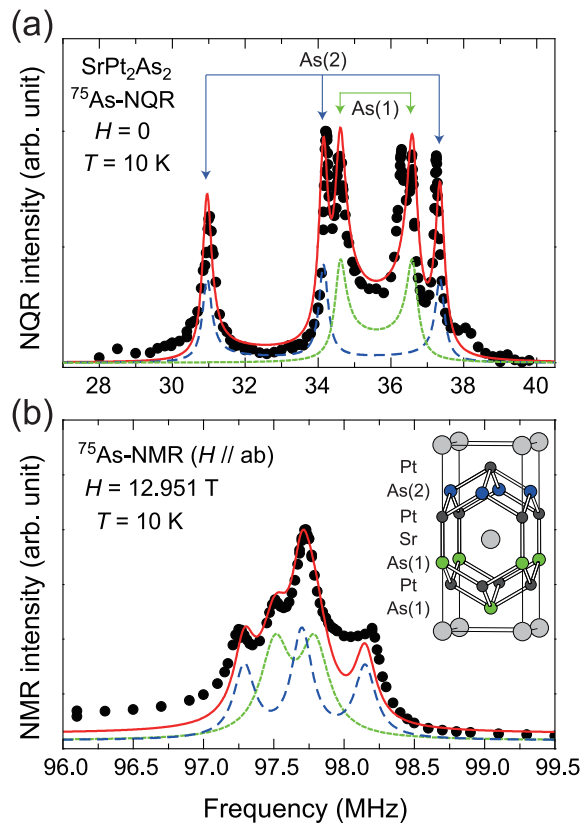 (a)
SrPt₂As₂
⁷⁵As-NQR
H = 0
T = 10 K
As(2)
As(1)
NQR intensity (arb. unit)
28 30 32 34 36 38 40
(b)
⁷⁵As-NMR (H // ab)
H = 12.951 T
T = 10 K
Pt
As(2)
Pt
Sr
As(1)
Pt
As(1)
NMR intensity (arb. unit)
96.0 96.5 97.0 97.5 98.0 98.5 99.0 99.5
Frequency (MHz)